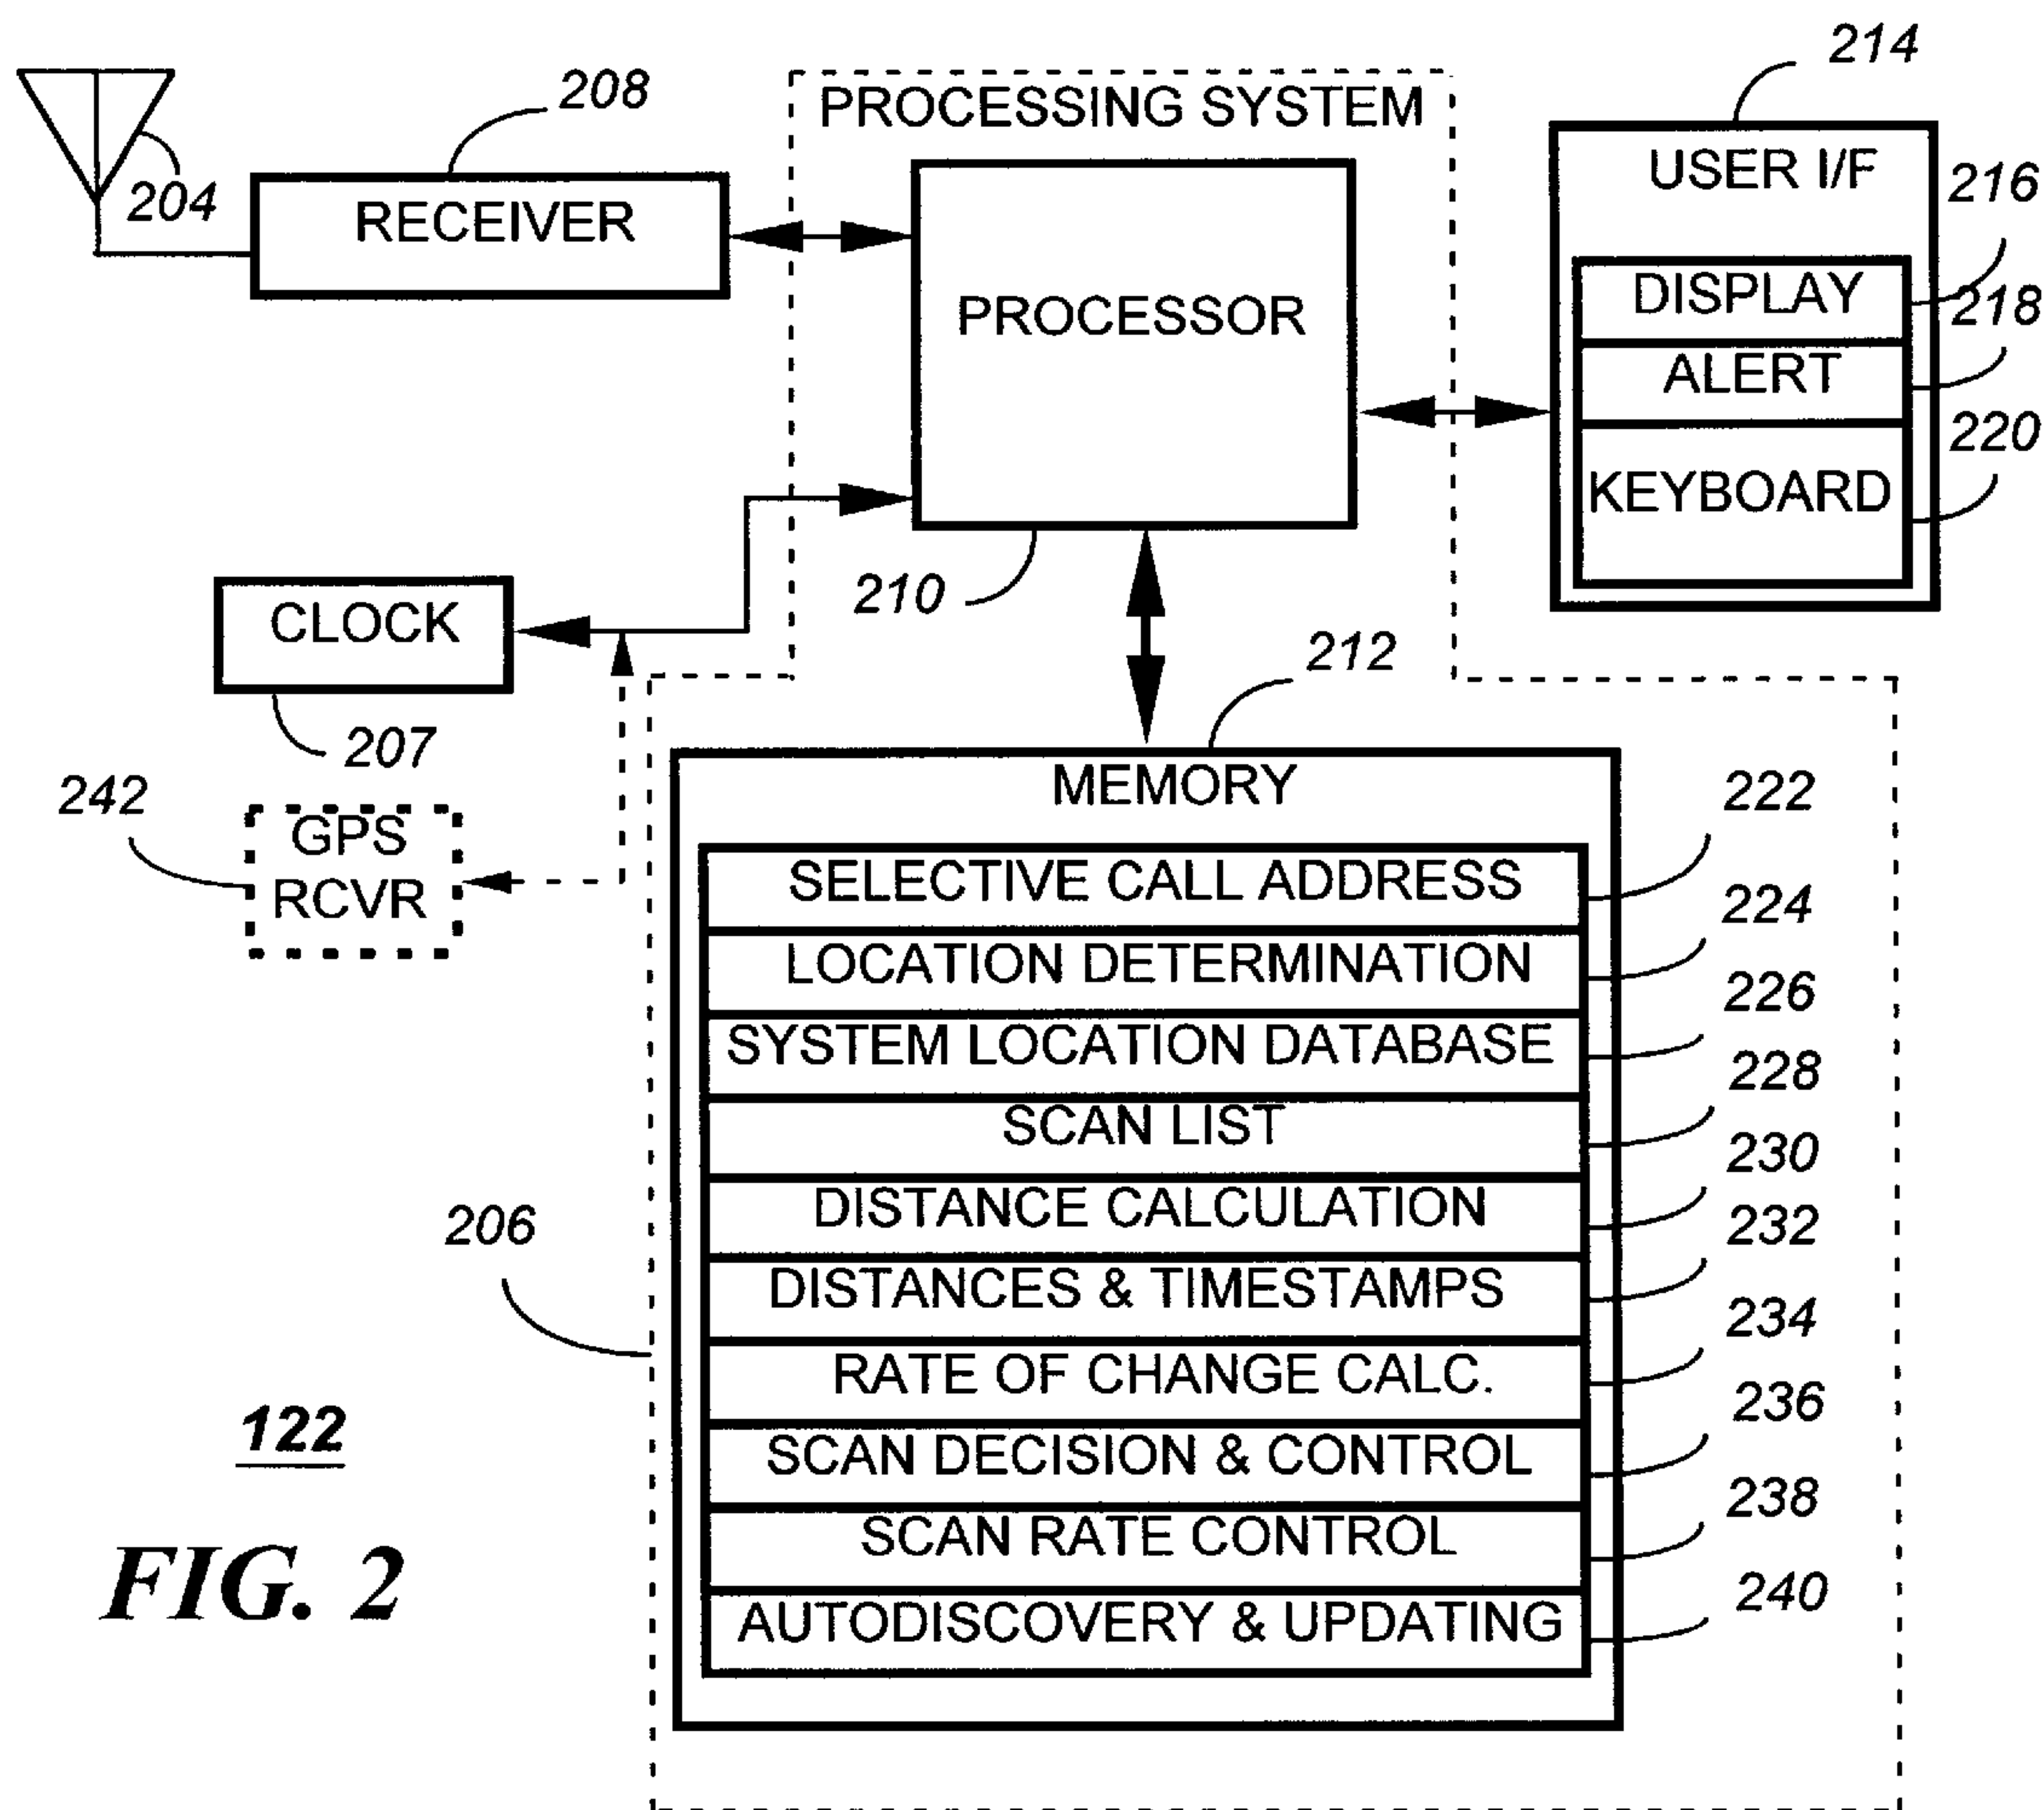 214
208
PROCESSING SYSTEM
USER I/F
216
204
RECEIVER
DISPLAY
218
PROCESSOR
ALERT
220
KEYBOARD
210
CLOCK
212
207
MEMORY
242
GPS
RCVR
222
SELECTIVE CALL ADDRESS
224
LOCATION DETERMINATION
226
SYSTEM LOCATION DATABASE
228
SCAN LIST
230
DISTANCE CALCULATION
206
232
DISTANCES & TIMESTAMPS
234
RATE OF CHANGE CALC.
236
122
SCAN DECISION & CONTROL
238
SCAN RATE CONTROL
FIG. 2
240
AUTODISCOVERY & UPDATING